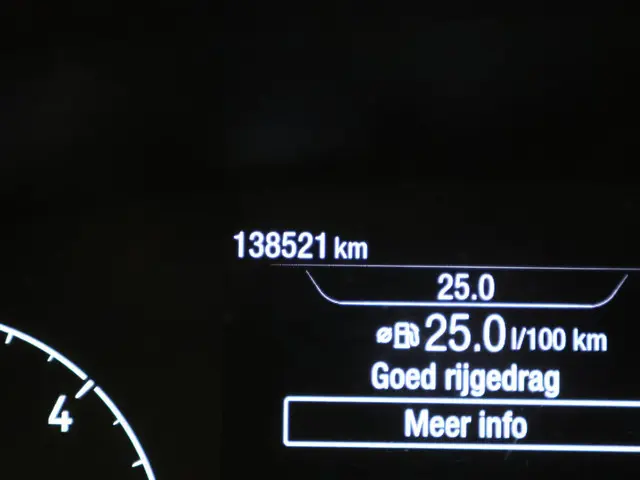 138521 km
25.0
⌀ 25.0 l/100 km
Goed rijgedrag
Meer info
4